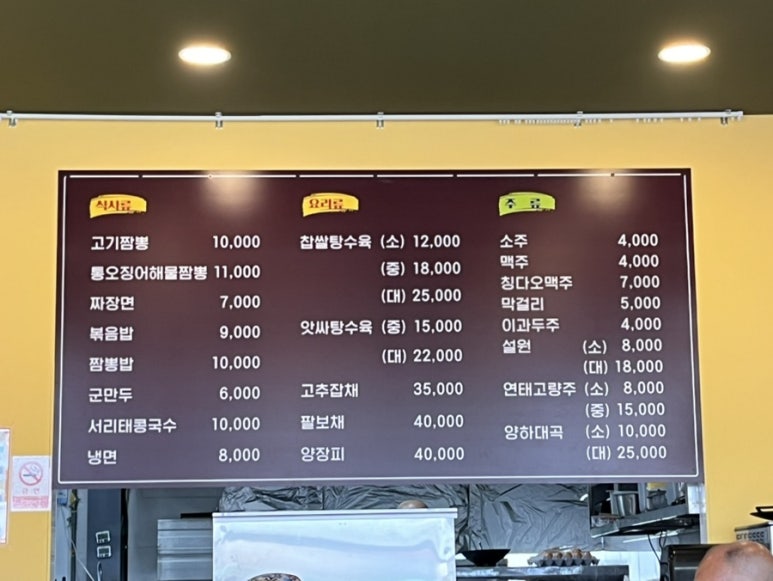 식사류
고기짬뽕 10,000
통오징어해물짬뽕 11,000
짜장면 7,000
볶음밥 9,000
짬뽕밥 10,000
군만두 6,000
서리태콩국수 10,000
냉면 8,000
요리류
찹쌀탕수육 (소) 12,000
(중) 18,000
(대) 25,000
앗싸탕수육 (중) 15,000
(대) 22,000
고추잡채 35,000
팔보채 40,000
양장피 40,000
주 류
소주 4,000
맥주 4,000
칭다오맥주 7,000
막걸리 5,000
이과두주 4,000
설원 (소) 8,000
(대) 18,000
연태고량주 (소) 8,000
(중) 15,000
양하대곡 (소) 10,000
(대) 25,000
금 연